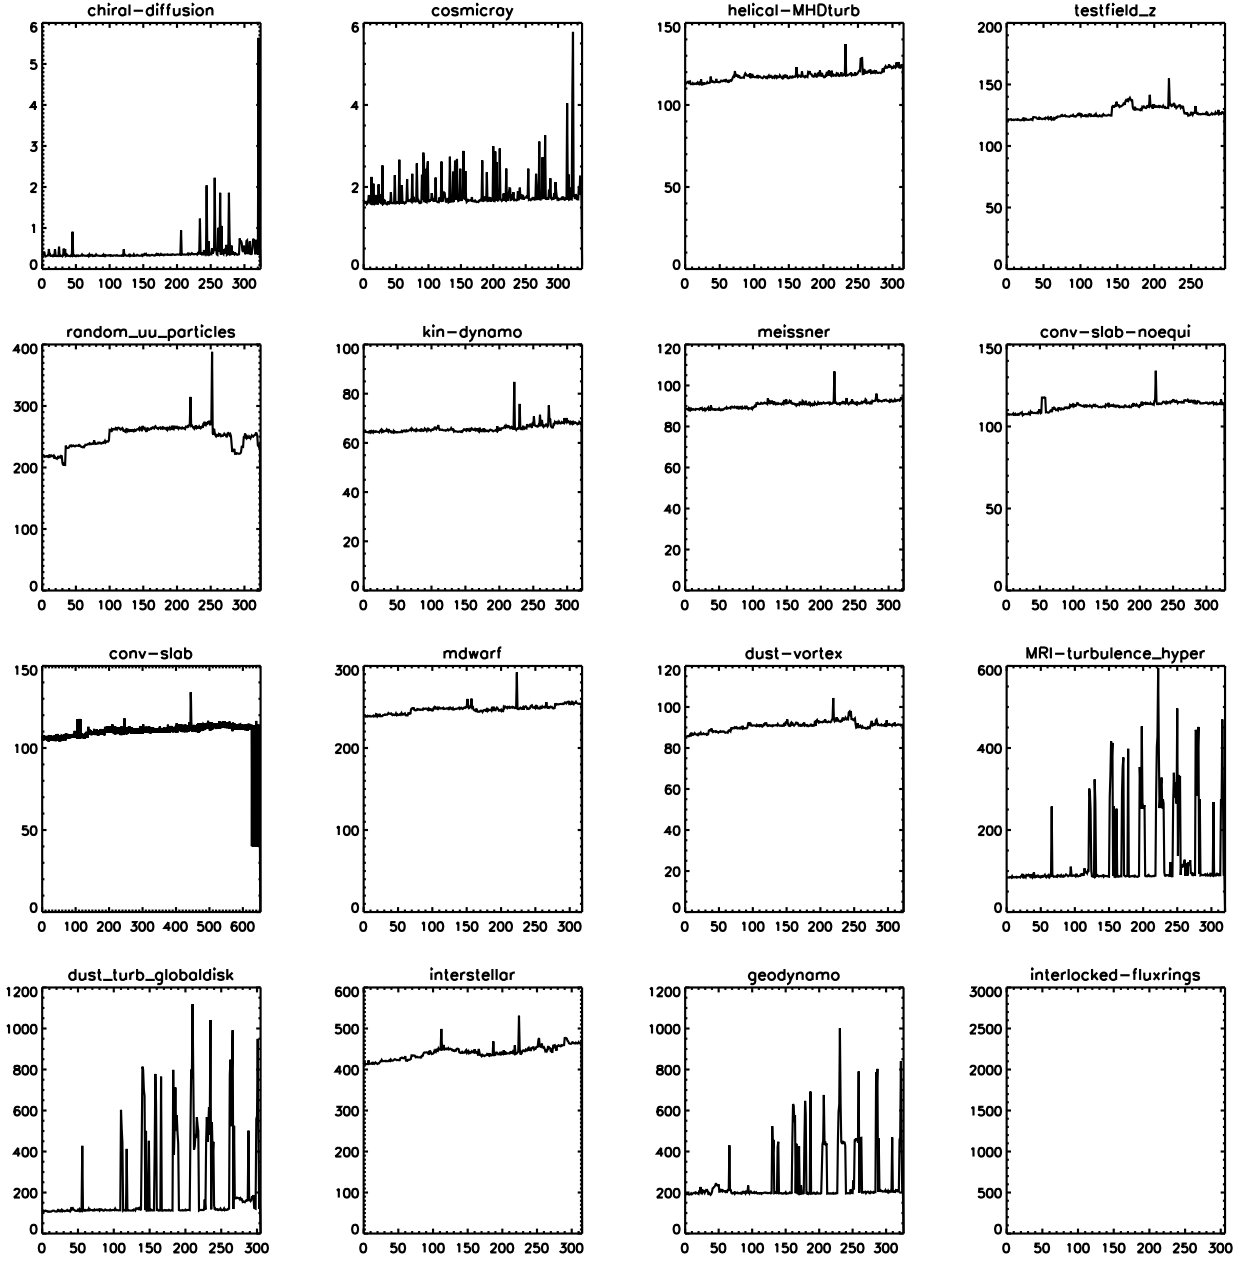 chiral-diffusion cosmicray helical-MHDturb testfield_z
6 6 150 200
5
4 4 100 150
3 100
2 2 50
1 50
0 0 0 0
0 50 100 150 200 250 300 0 50 100 150 200 250 300 0 50 100 150 200 250 300 0 50 100 150 200 250
random_uu_particles kin-dynamo meissner conv-slab-noequi
400 100 120 150
300 80 100
200 60 80 100
100 40 60
20 40 50
0 0 20 0
0
0 50 100 150 200 250 300 0 50 100 150 200 250 300 0 50 100 150 200 250 300 0 50 100 150 200 250 300
conv-slab mdwarf dust-vortex MRI-turbulence_hyper
150 300 120 600
100 200 100 400
50 100 80 200
0 0 60 0
40
20
0
0 100 200 300 400 500 600 0 50 100 150 200 250 300 0 50 100 150 200 250 300 0 50 100 150 200 250 300
dust_turb_globaldisk interstellar geodynamo interlocked-fluxrings
1200 600 1200 3000
1000 500 1000 2500
800 400 800 2000
600 300 600 1500
400 200 400 1000
200 100 200 500
0 0 0 0
0 50 100 150 200 250 300 0 50 100 150 200 250 300 0 50 100 150 200 250 300 0 50 100 150 200 250 300